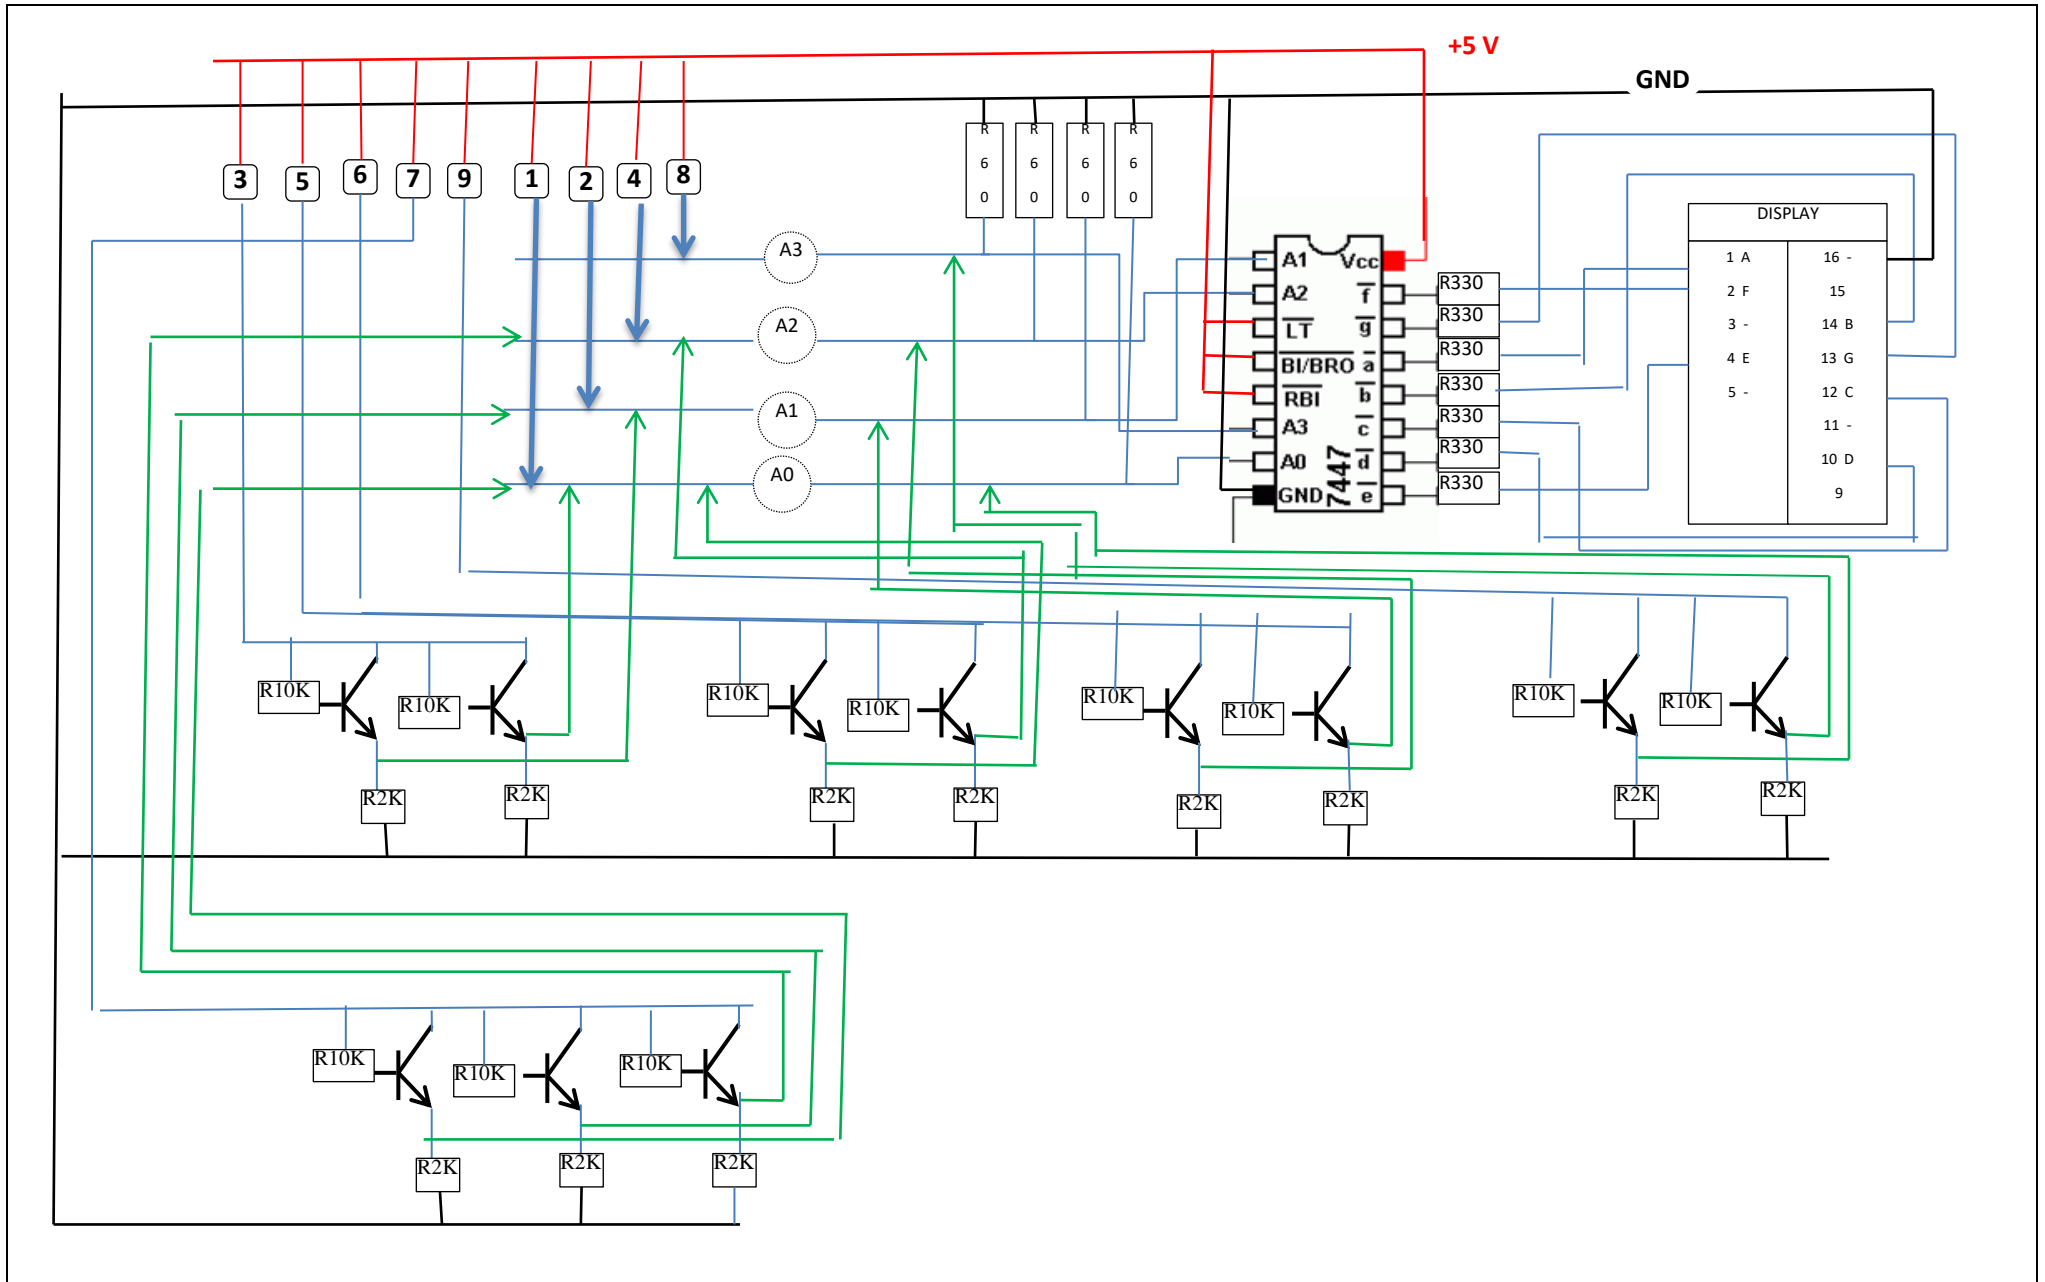 +5 V
GND
3
5
6
7
9
1
2
4
8
R
6
0
R
6
0
R
6
0
R
6
0
A3
A2
A1
A0
A1
A2
LT
BI/BRO
RBI
A3
A0
GND
7447
Vcc
f
g
a
b
c
d
e
R330
R330
R330
R330
R330
R330
R330
DISPLAY
1 A
2 F
3 -
4 E
5 -
16 -
15
14 B
13 G
12 C
11 -
10 D
9
R10K
R10K
R10K
R10K
R10K
R10K
R10K
R10K
R2K
R2K
R2K
R2K
R2K
R2K
R2K
R2K
R10K
R10K
R10K
R2K
R2K
R2K